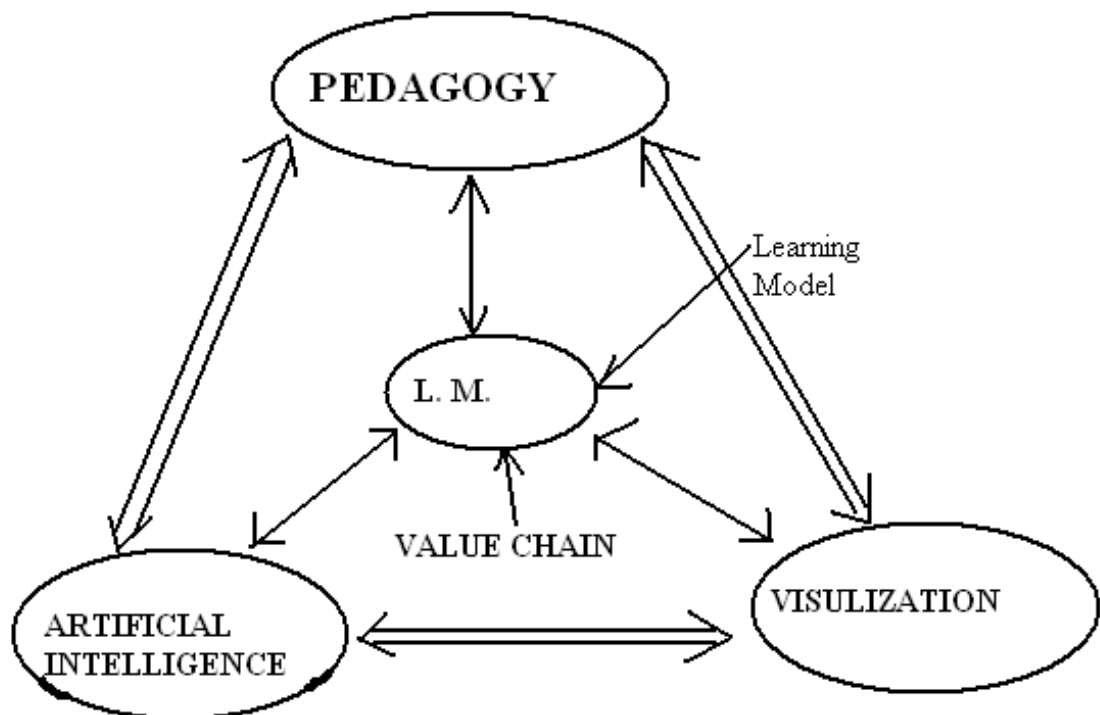 PEDAGOGY
Learning
Model
L. M.
VALUE CHAIN
VISULIZATION
ARTIFICIAL
INTELLIGENCE